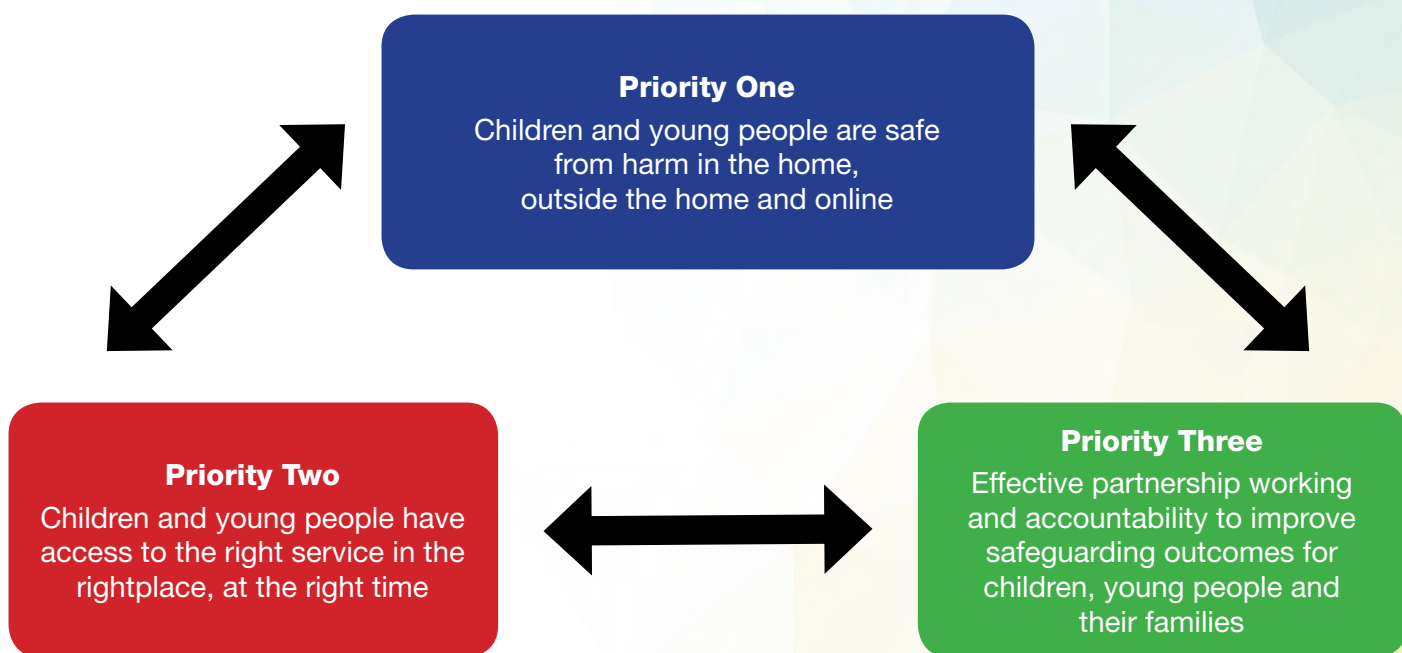 Priority One
Children and young people are safe
from harm in the home,
outside the home and online
Priority Two
Children and young people have
access to the right service in the
rightplace, at the right time
Priority Three
Effective partnership working
and accountability to improve
safeguarding outcomes for
children, young people and
their families